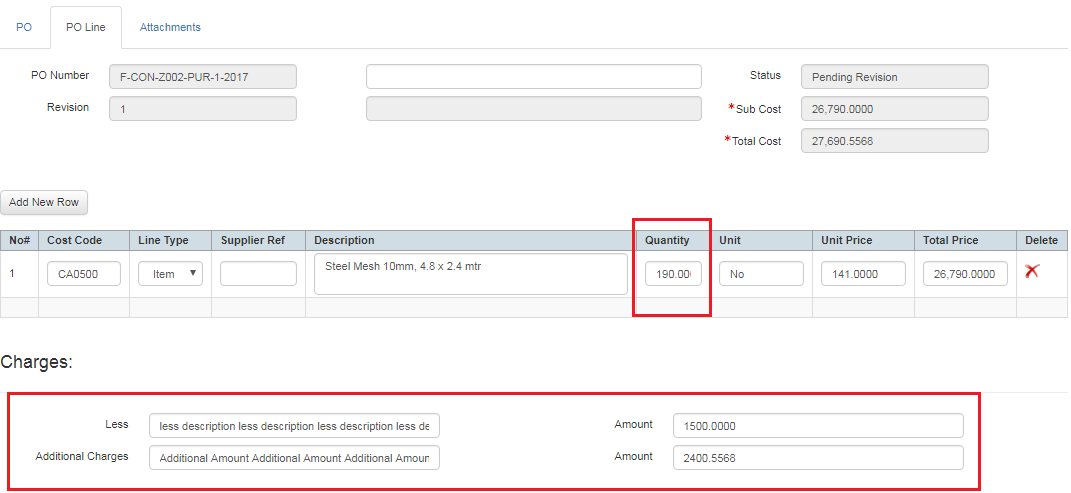 PO PO Line Attachments
PO Number F-CON-Z002-PUR-1-2017 Status Pending Revision
Revision 1 *Sub Cost 26,790.0000
*Total Cost 27,690.5568
Add New Row
No# Cost Code Line Type Supplier Ref Description Quantity Unit Unit Price Total Price Delete
1 CA0500 Item Steel Mesh 10mm, 4.8 x 2.4 mtr 190.00 No 141.0000 26,790.0000
Charges:
Less less description less description less description less de Amount 1500.0000
Additional Charges Additional Amount Additional Amount Additional Amoun Amount 2400.5568